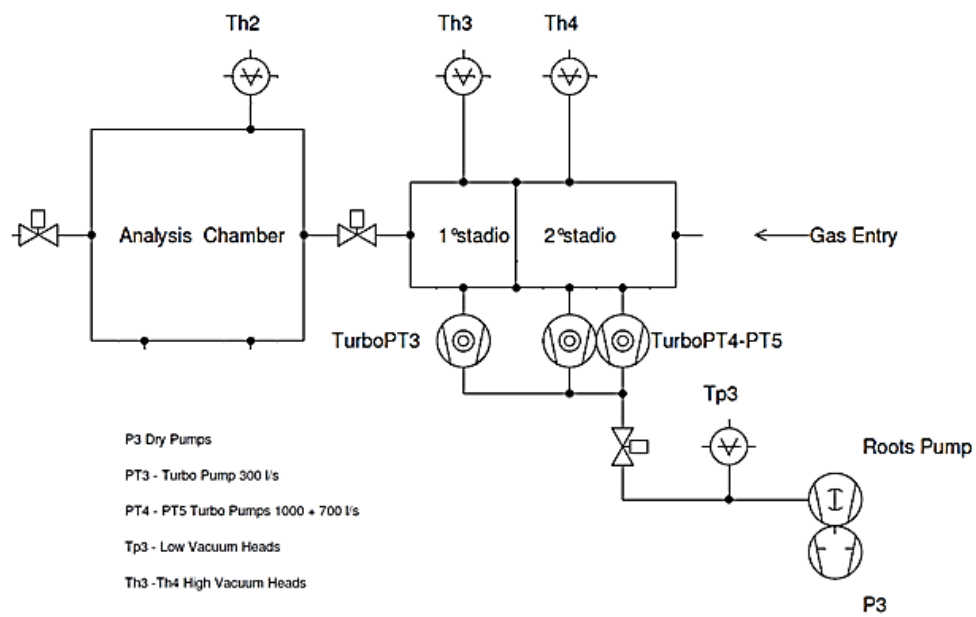 Th2
Th3
Th4
Analysis Chamber
1°stadio
2°stadio
Gas Entry
TurboPT3
TurboPT4-PT5
Tp3
Roots Pump
P3 Dry Pumps
PT3 - Turbo Pump 300 l/s
PT4 - PT5 Turbo Pumps 1000 + 700 l/s
Tp3 - Low Vacuum Heads
Th3 -Th4 High Vacuum Heads
P3